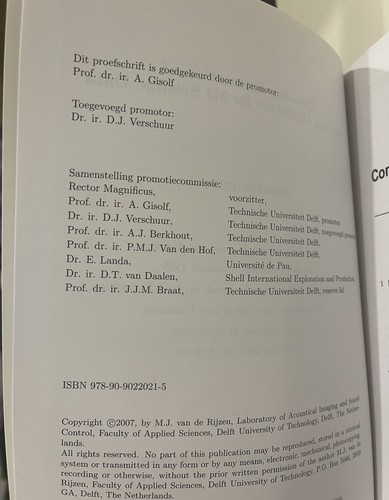 Dit proefschrift is goedgekeurd door de promotor:
Prof. dr. ir. A. Gisolf
Toegevoegd promotor:
Dr. ir. D.J. Verschuur
Samenstelling promotiecommissie:
Rector Magnificus, voorzitter,
Prof. dr. ir. A. Gisolf, Technische Universiteit Delft, promotor
Dr. ir. D.J. Verschuur, Technische Universiteit Delft, toegevoegd promotor
Prof. dr. ir. A.J. Berkhout, Technische Universiteit Delft,
Prof. dr. ir. P.M.J. Van den Hof, Technische Universiteit Delft,
Dr. E. Landa, Université de Pau,
Dr. ir. D.T. van Daalen, Shell International Exploration and Production,
Prof. dr. ir. J.J.M. Braat, Technische Universiteit Delft, reserve lid
ISBN 978-90-9022021-5
Copyright ©2007, by M.J. van de Rijzen, Laboratory of Acoustical Imaging and Sound
Control, Faculty of Applied Sciences, Delft University of Technology, Delft, The Nether-
lands.
All rights reserved. No part of this publication may be reproduced, stored in a retrieval
system or transmitted in any form or by any means, electronic, mechanical, photocopying,
recording or otherwise, without the prior written permission of the author M.J. van de
Rijzen, Faculty of Applied Sciences, Delft University of Technology, P.O. Box 5046, 2600
GA, Delft, The Netherlands.
Con